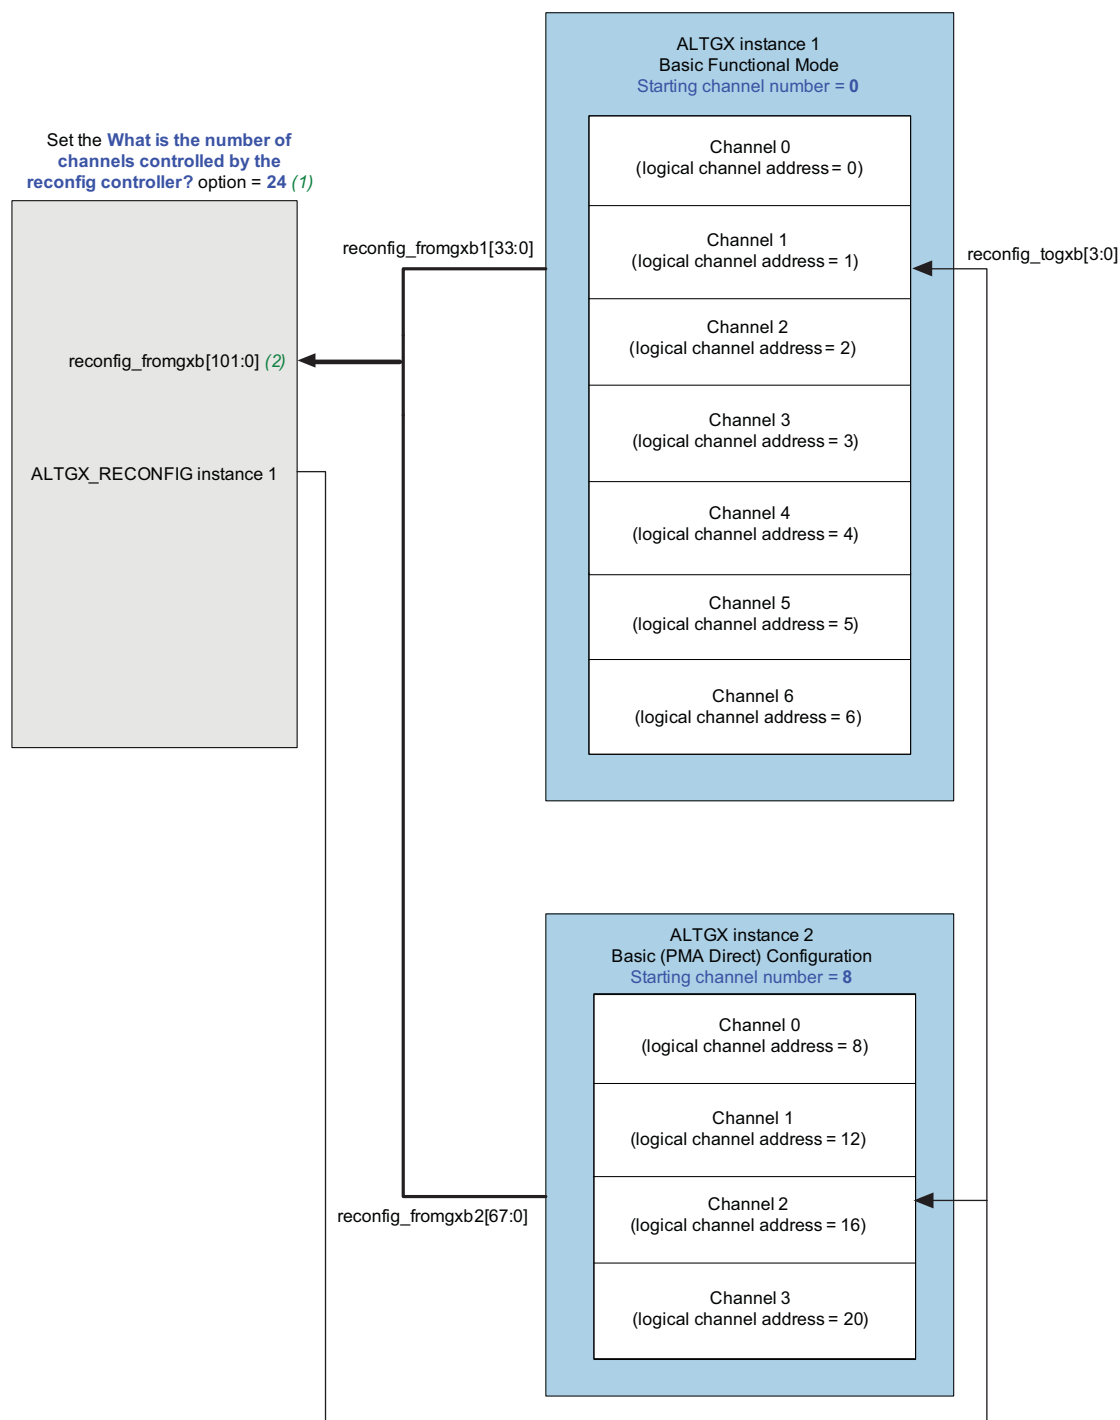 Set the What is the number of
channels controlled by the
reconfig controller? option = 24 (1)
reconfig_fromgxb[101:0] (2)
ALTGX_RECONFIG instance 1
reconfig_fromgxb1[33:0]
ALTGX instance 1
Basic Functional Mode
Starting channel number = 0
Channel 0
(logical channel address = 0)
Channel 1
(logical channel address = 1)
Channel 2
(logical channel address = 2)
Channel 3
(logical channel address = 3)
Channel 4
(logical channel address = 4)
Channel 5
(logical channel address = 5)
Channel 6
(logical channel address = 6)
reconfig_togxb[3:0]
reconfig_fromgxb2[67:0]
ALTGX instance 2
Basic (PMA Direct) Configuration
Starting channel number = 8
Channel 0
(logical channel address = 8)
Channel 1
(logical channel address = 12)
Channel 2
(logical channel address = 16)
Channel 3
(logical channel address = 20)